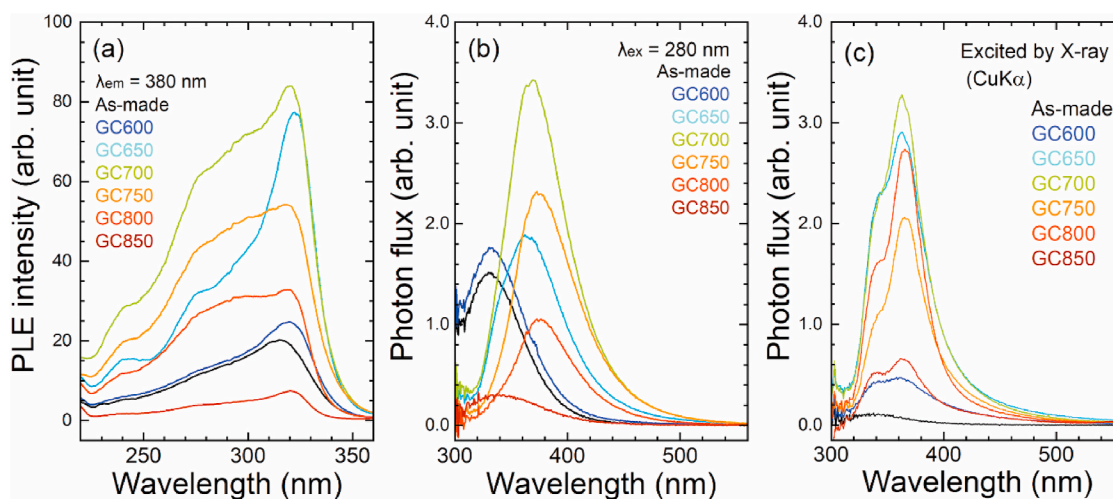 (a)
λem = 380 nm
As-made
GC600
GC650
GC700
GC750
GC800
GC850
PLE intensity (arb. unit)
100
80
60
40
20
0
250
300
350
Wavelength (nm)
(b)
λex = 280 nm
As-made
GC600
GC650
GC700
GC750
GC800
GC850
Photon flux (arb. unit)
4.0
3.0
2.0
1.0
0.0
300
400
500
Wavelength (nm)
(c)
Excited by X-ray
(CuKα)
As-made
GC600
GC650
GC700
GC750
GC800
GC850
Photon flux (arb. unit)
4.0
3.0
2.0
1.0
0.0
300
400
500
Wavelength (nm)